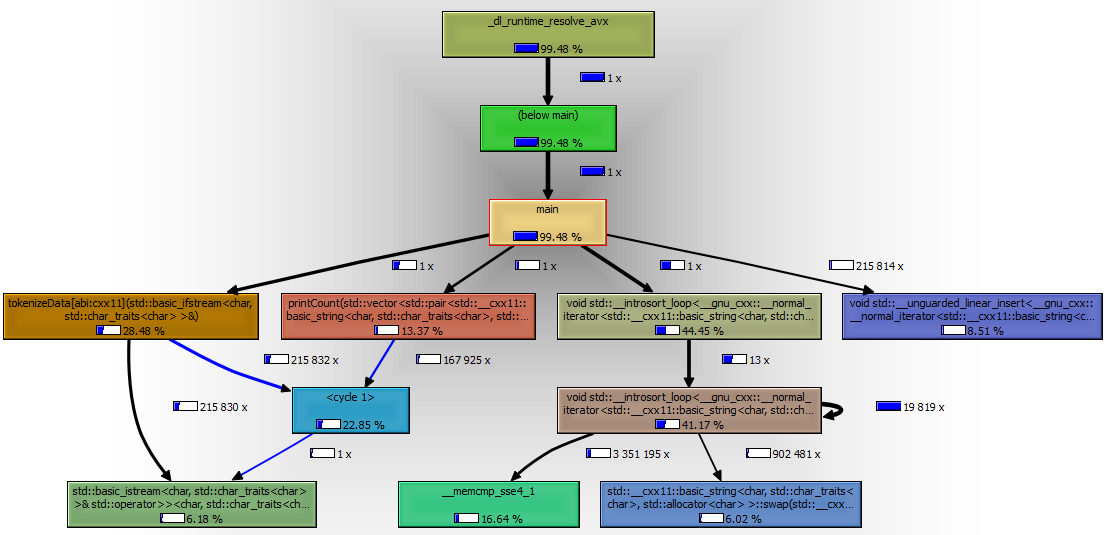 _dl_runtime_resolve_avx
99.48 %
1 x
(below main)
99.48 %
1 x
main
99.48 %
1 x
1 x
1 x
215 814 x
tokenizeData[abi:cxx11](std::basic_ifstream<char,
std::char_traits<char> >&)
28.48 %
printCount(std::vector<std::pair<std::__cxx11::
basic_string<char, std::char_traits<char>, std::...
13.37 %
void std::__introsort_loop<__gnu_cxx::__normal_
iterator<std::__cxx11::basic_string<char, std::ch...
44.45 %
void std::__unguarded_linear_insert<__gnu_cxx::
__normal_iterator<std::__cxx11::basic_string<c...
8.51 %
215 832 x
167 925 x
13 x
215 830 x
<cycle 1>
22.85 %
void std::__introsort_loop<__gnu_cxx::__normal_
iterator<std::__cxx11::basic_string<char, std::ch...
41.17 %
19 819 x
1 x
3 351 195 x
902 481 x
std::basic_istream<char, std::char_traits<char>
>& std::operator>><char, std::char_traits<ch...
6.18 %
__memcmp_sse4_1
16.64 %
std::__cxx11::basic_string<char, std::char_traits<
char>, std::allocator<char> >::swap(std::__cxx...
6.02 %